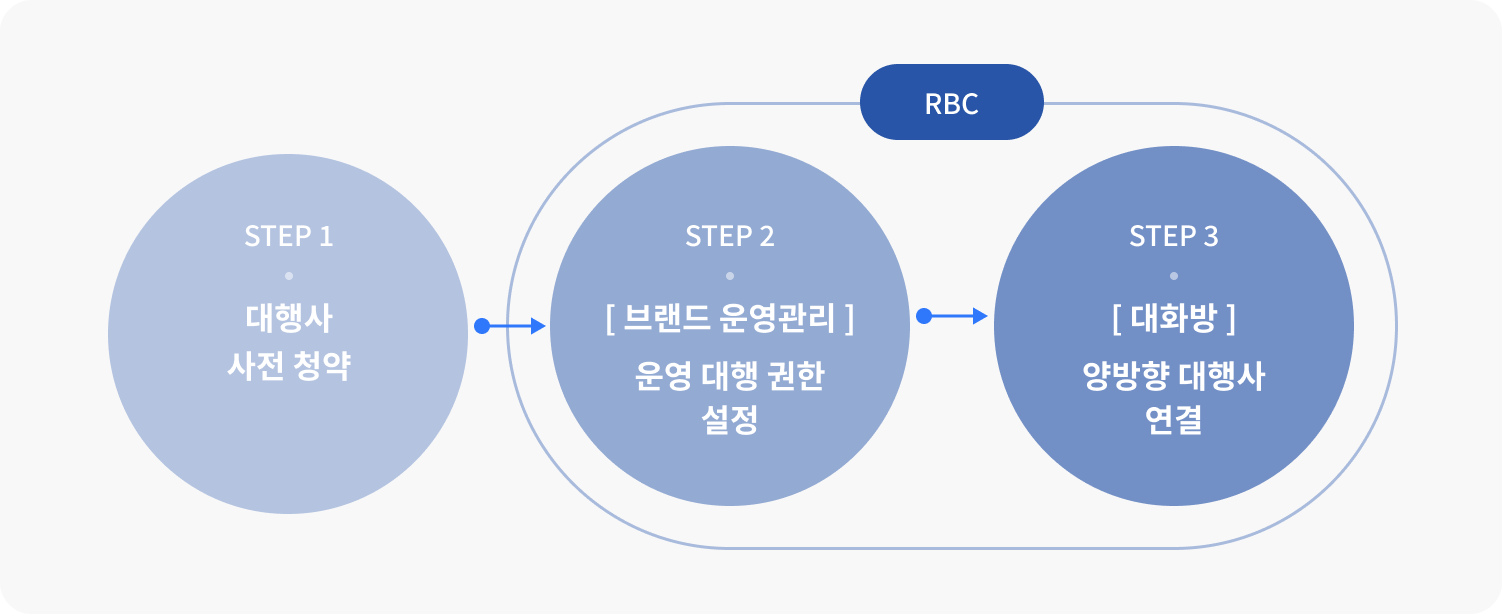 RBC
STEP 1
대행사
사전 청약
STEP 2
[ 브랜드 운영관리 ]
운영 대행 권한
설정
STEP 3
[ 대화방 ]
양방향 대행사
연결